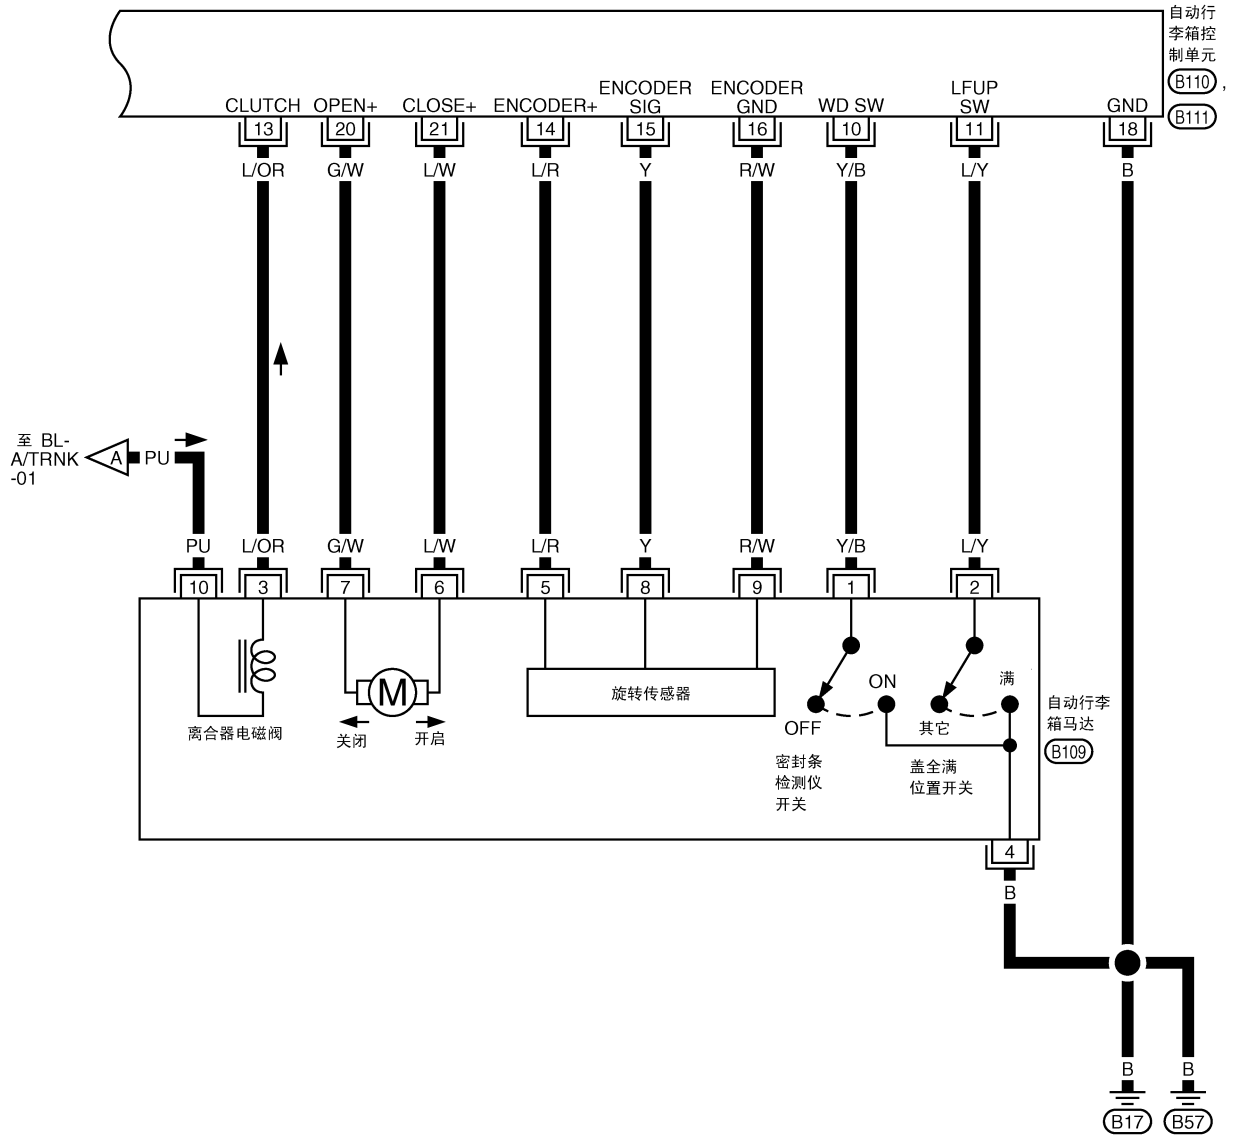 自动行
李箱控
制单元
B110 ,
B111
CLUTCH OPEN+ CLOSE+ ENCODER+ ENCODER SIG ENCODER GND WD SW LFUP SW GND
13 20 21 14 15 16 10 11 18
L/OR G/W L/W L/R Y R/W Y/B L/Y B
至 BL-
A/TRNK
-01
A PU
PU L/OR G/W L/W L/R Y R/W Y/B L/Y
10 3 7 6 5 8 9 1 2
M
旋转传感器
离合器电磁阀
关闭 开启
OFF ON
密封条
检测仪
开关
其它 满
盖全满
位置开关
自动行李
箱马达
B109
4
B
B B
B17 B57